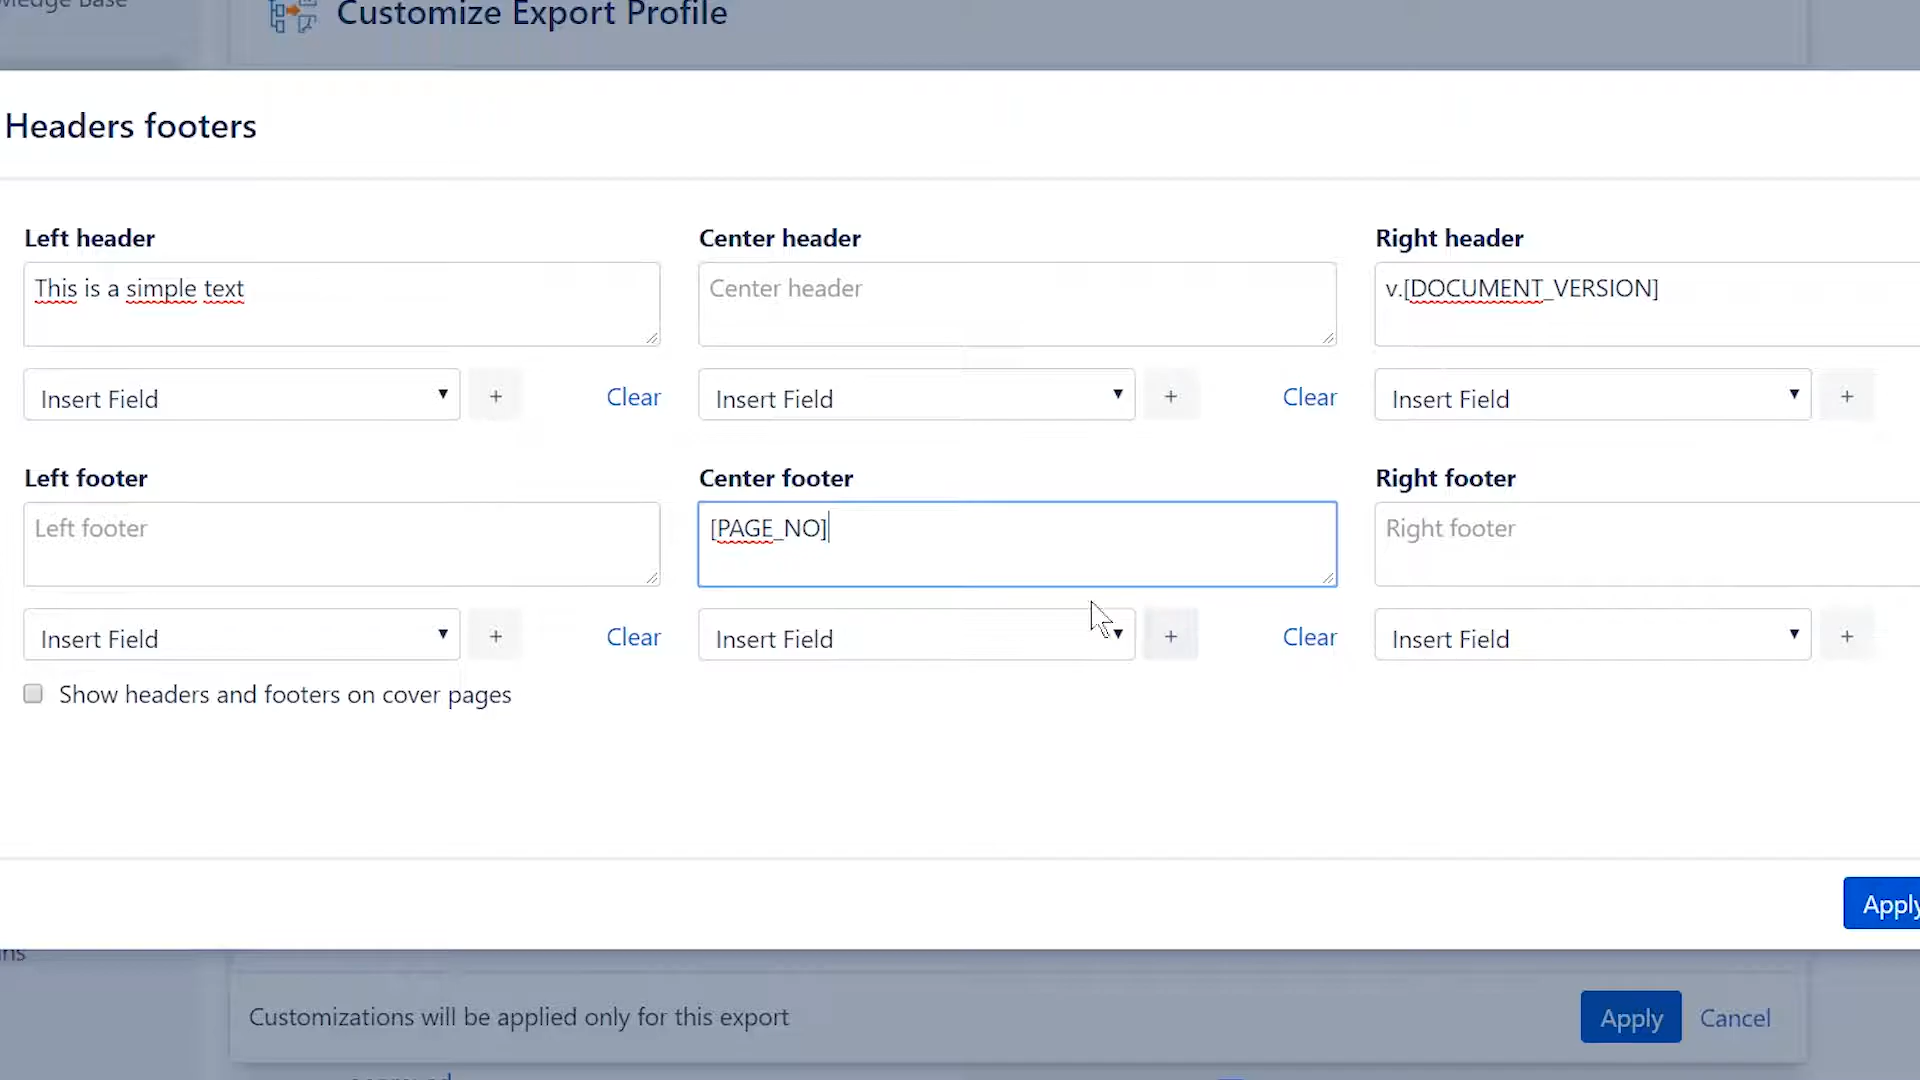 Base
Customize Export Profile
Headers footers
Left header
Center header
Right header
This is a simple text
Center header
v.[DOCUMENT_VERSION]
Insert Field
+
Clear
Insert Field
+
Clear
Insert Field
+
Left footer
Center footer
Right footer
Left footer
[PAGE_NO]
Right footer
Insert Field
+
Clear
Insert Field
+
Clear
Insert Field
+
Show headers and footers on cover pages
Apply
Customizations will be applied only for this export
Apply
Cancel